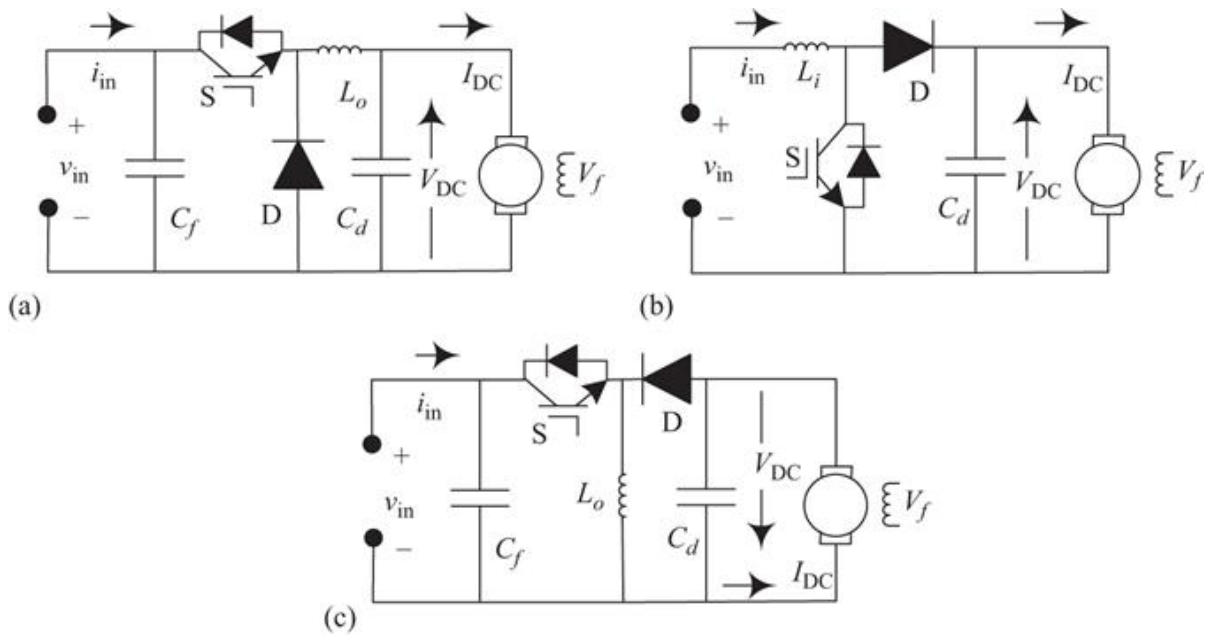 i_in
S
L_o
I_DC
+
v_in
−
C_f
D
C_d
V_DC
V_f
(a)
i_in
L_i
D
I_DC
+
v_in
−
S
C_d
V_DC
V_f
(b)
i_in
S
D
+
v_in
−
C_f
L_o
C_d
V_DC
V_f
I_DC
(c)